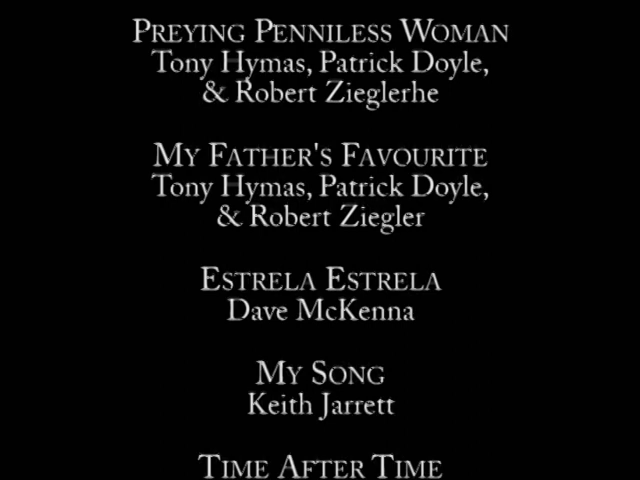 PREYING PENNILESS WOMAN
Tony Hymas, Patrick Doyle,
& Robert Zieglerhe
MY FATHER'S FAVOURITE
Tony Hymas, Patrick Doyle,
& Robert Ziegler
ESTRELA ESTRELA
Dave McKenna
MY SONG
Keith Jarrett
TIME AFTER TIME